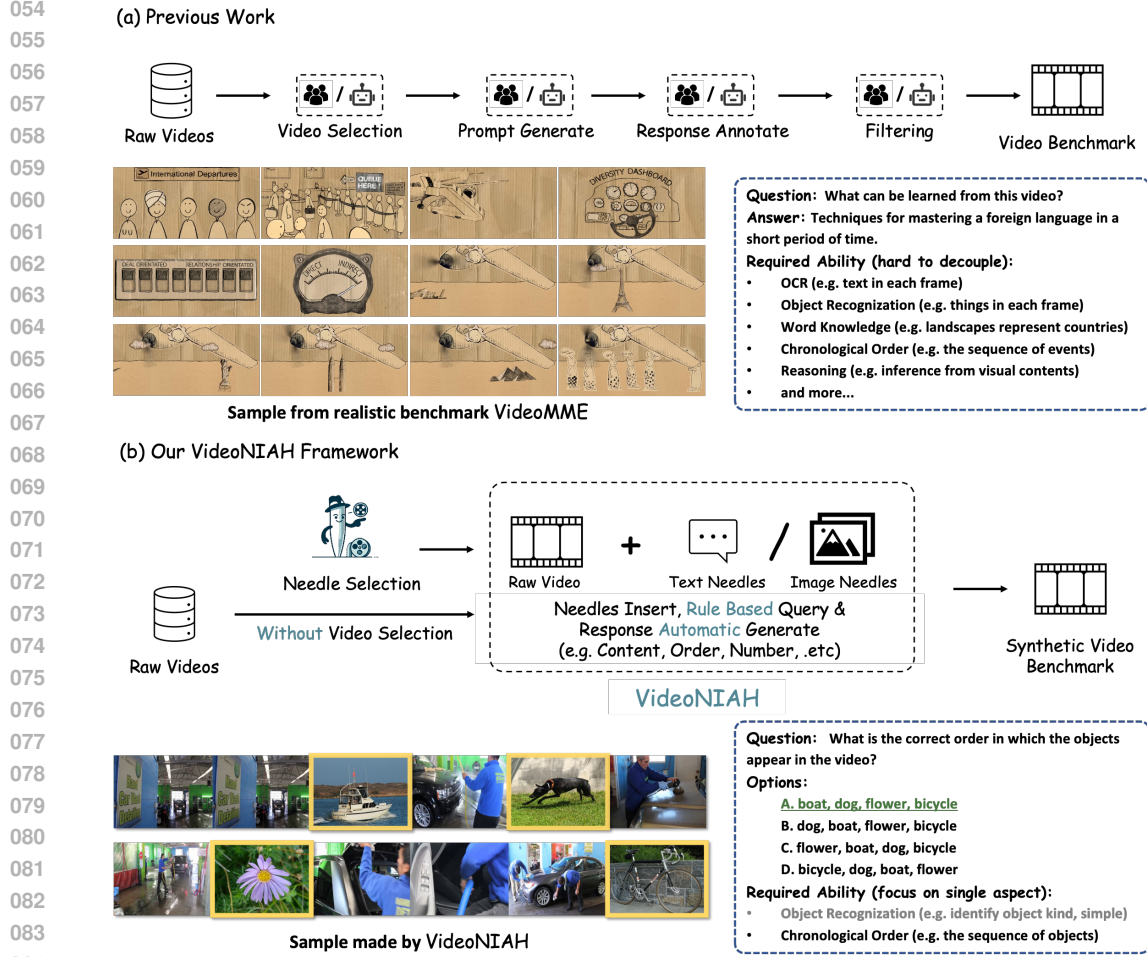 054
055
056
057
058
059
060
061
062
063
064
065
066
067
068
069
070
071
072
073
074
075
076
077
078
079
080
081
082
083
(a) Previous Work
/
/
/
/
Raw Videos
Video Selection
Prompt Generate
Response Annotate
Filtering
Video Benchmark
International Departures
QUEUE HERE!
DIVERSITY DASHBOARD
DEAL ORIENTATED
RELATIONSHIP ORIENTATED
DIRECT
INDIRECT
Sample from realistic benchmark VideoMME
Question: What can be learned from this video?
Answer: Techniques for mastering a foreign language in a
short period of time.
Required Ability (hard to decouple):
• OCR (e.g. text in each frame)
• Object Recognization (e.g. things in each frame)
• Word Knowledge (e.g. landscapes represent countries)
• Chronological Order (e.g. the sequence of events)
• Reasoning (e.g. inference from visual contents)
• and more...
(b) Our VideoNIAH Framework
Needle Selection
Without Video Selection
Raw Videos
+
/
Raw Video
Text Needles
Image Needles
Needles Insert, Rule Based Query &
Response Automatic Generate
(e.g. Content, Order, Number, .etc)
VideoNIAH
Synthetic Video
Benchmark
Sample made by VideoNIAH
Question: What is the correct order in which the objects
appear in the video?
Options:
A. boat, dog, flower, bicycle
B. dog, boat, flower, bicycle
C. flower, boat, dog, bicycle
D. bicycle, dog, boat, flower
Required Ability (focus on single aspect):
• Object Recognization (e.g. identify object kind, simple)
• Chronological Order (e.g. the sequence of objects)